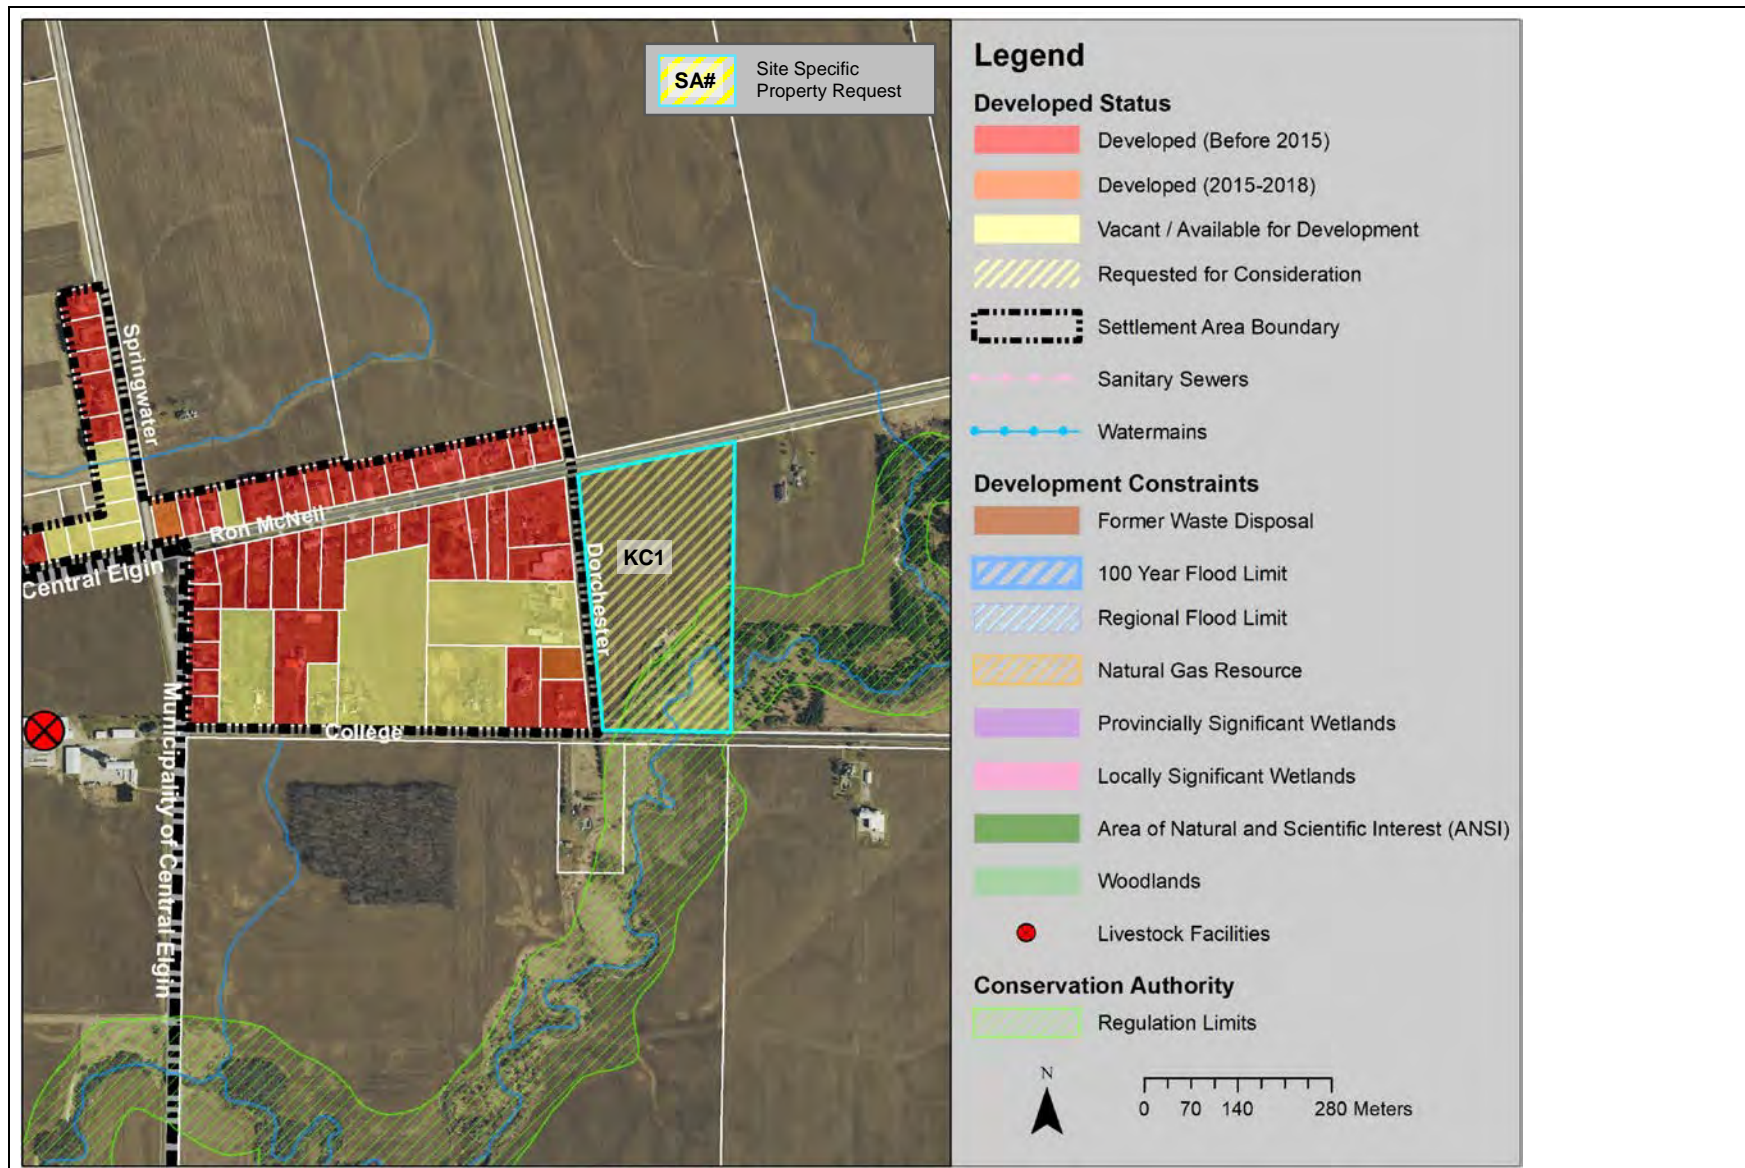 SA#
Site Specific
Property Request
Springwater
Ron McNeil
Central Elgin
Dorchester
KC1
College
Municipality of Central Elgin
Legend
Developed Status
Developed (Before 2015)
Developed (2015-2018)
Vacant / Available for Development
Requested for Consideration
Settlement Area Boundary
Sanitary Sewers
Watermains
Development Constraints
Former Waste Disposal
100 Year Flood Limit
Regional Flood Limit
Natural Gas Resource
Provincially Significant Wetlands
Locally Significant Wetlands
Area of Natural and Scientific Interest (ANSI)
Woodlands
Livestock Facilities
Conservation Authority
Regulation Limits
N
0 70 140 280 Meters